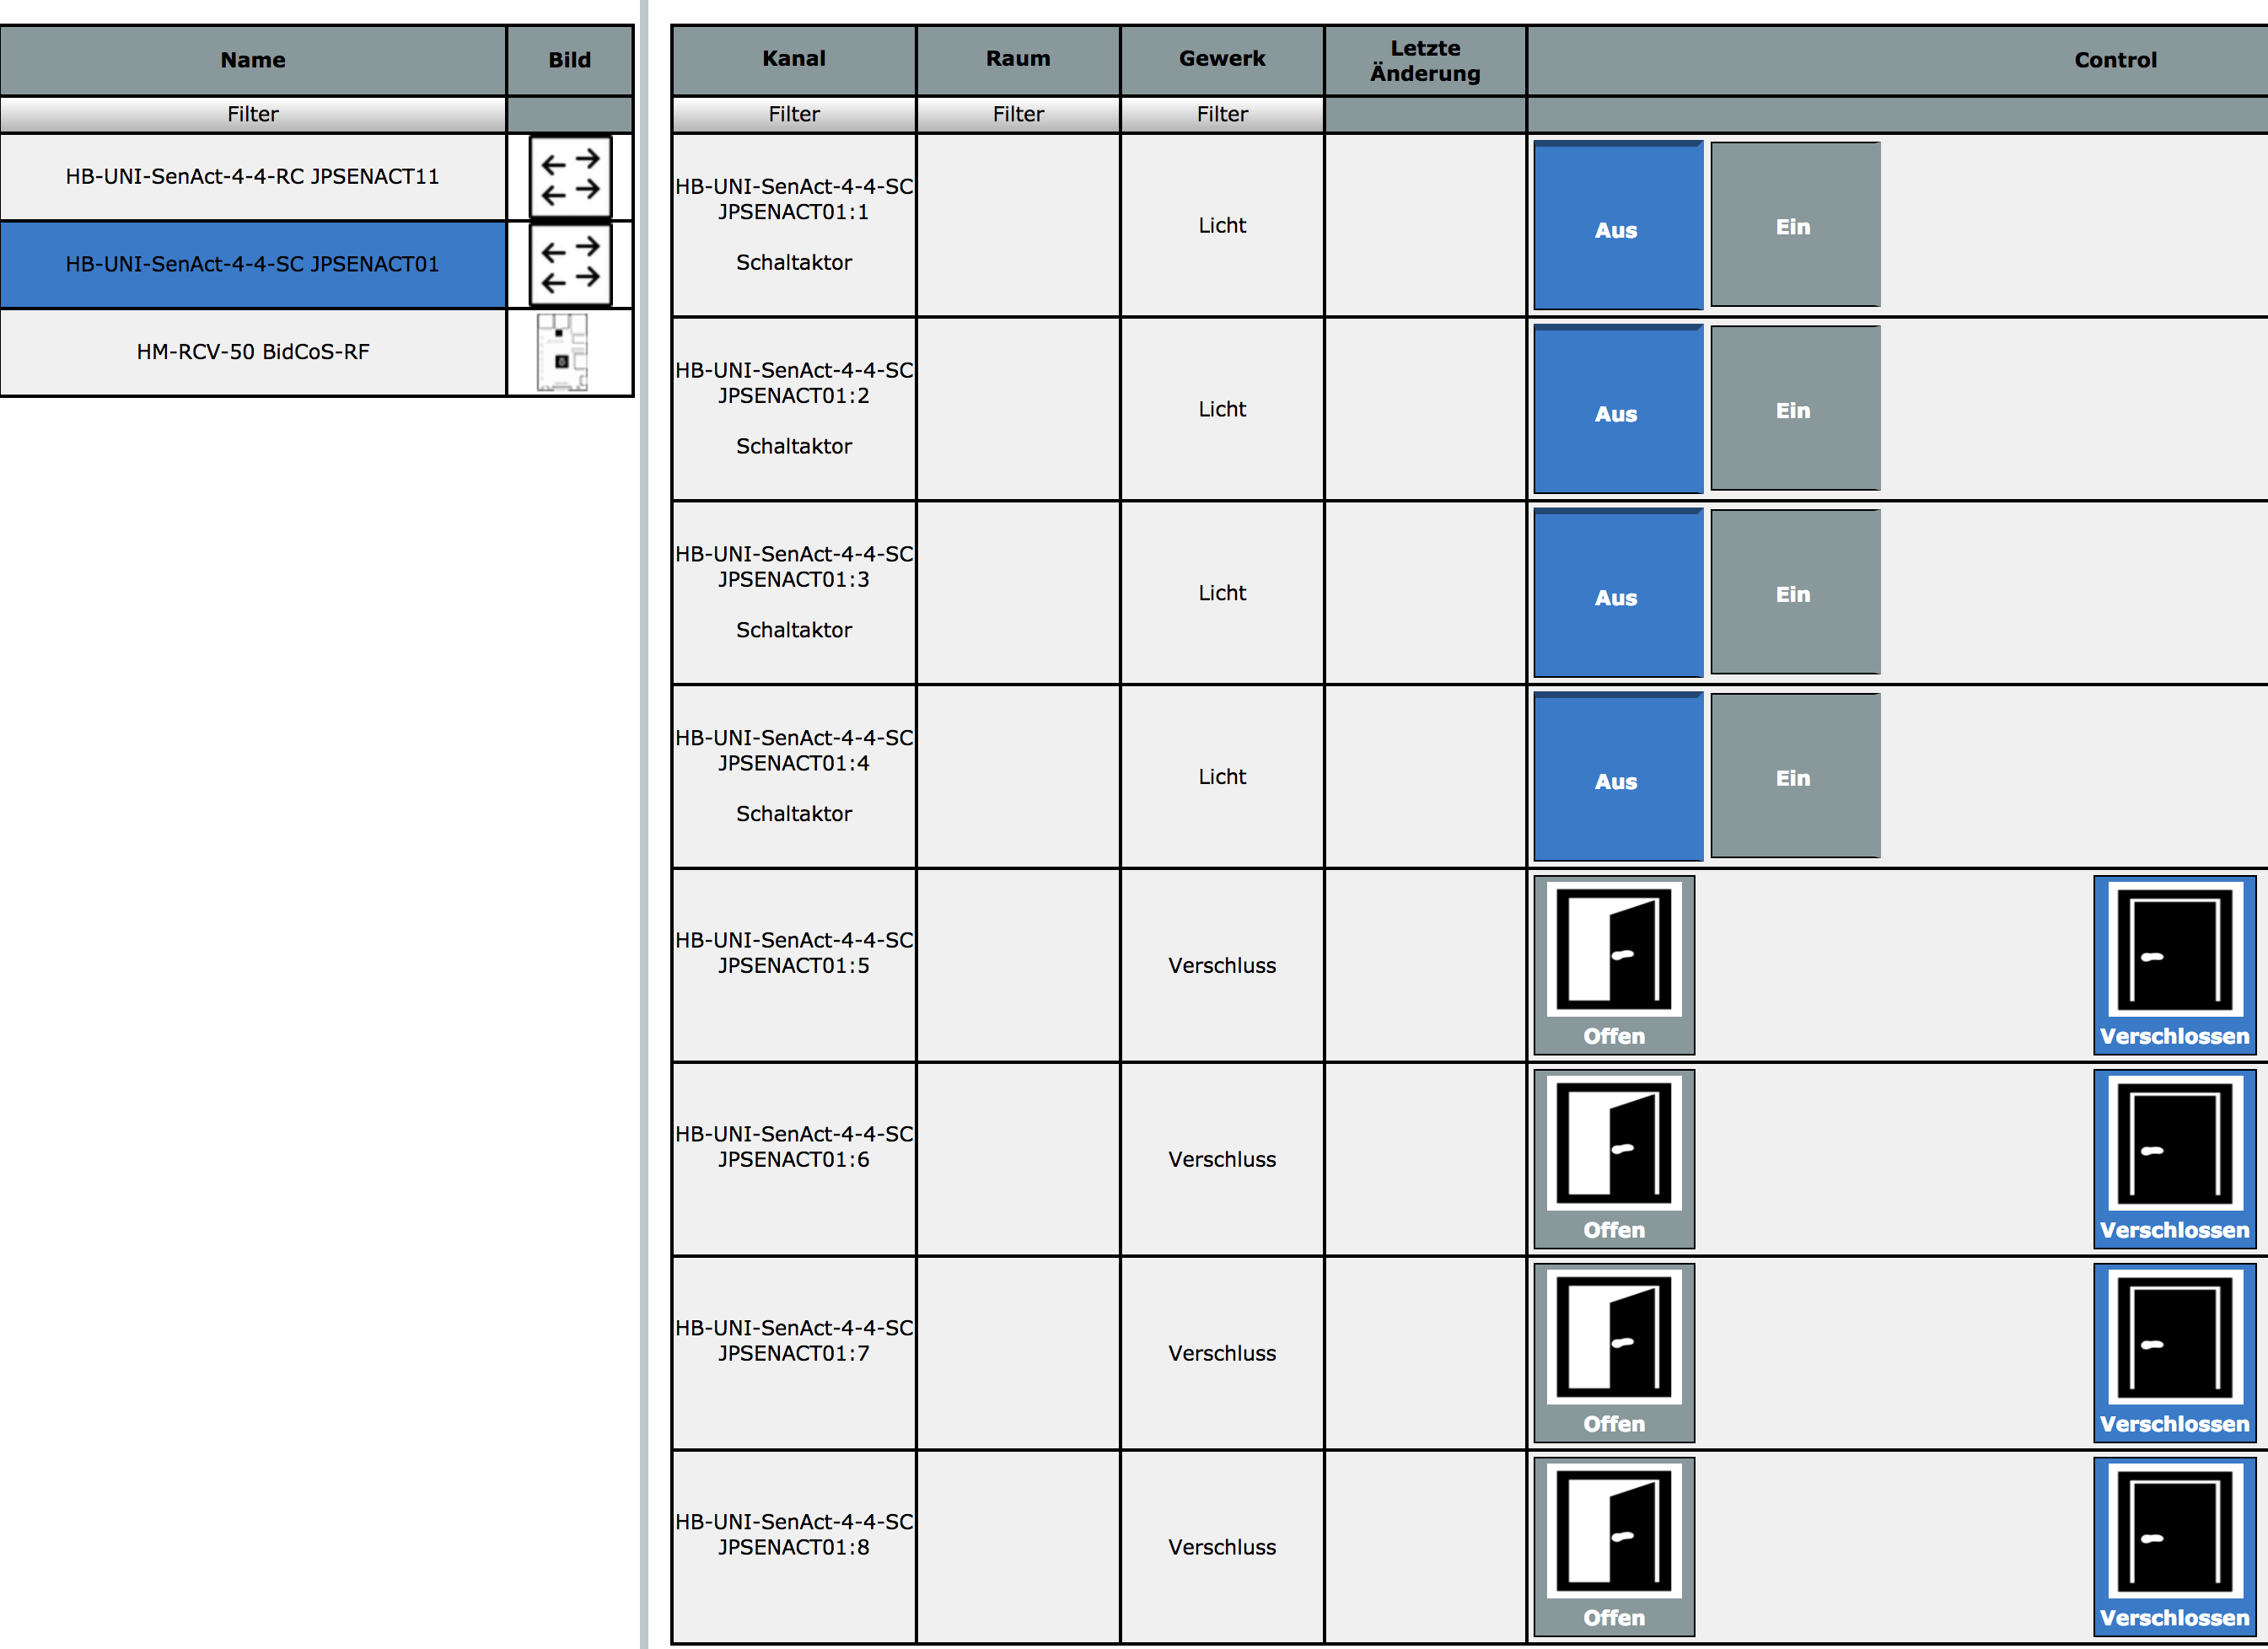 Name
Bild
Filter
HB-UNI-SenAct-4-4-RC JPSENACT11
HB-UNI-SenAct-4-4-SC JPSENACT01
HM-RCV-50 BidCoS-RF
Kanal
Raum
Gewerk
Letzte
Änderung
Control
Filter
Filter
Filter
HB-UNI-SenAct-4-4-SC
JPSENACT01:1
Schaltaktor
Licht
Aus
Ein
HB-UNI-SenAct-4-4-SC
JPSENACT01:2
Schaltaktor
Licht
Aus
Ein
HB-UNI-SenAct-4-4-SC
JPSENACT01:3
Schaltaktor
Licht
Aus
Ein
HB-UNI-SenAct-4-4-SC
JPSENACT01:4
Schaltaktor
Licht
Aus
Ein
HB-UNI-SenAct-4-4-SC
JPSENACT01:5
Verschluss
Offen
Verschlossen
HB-UNI-SenAct-4-4-SC
JPSENACT01:6
Verschluss
Offen
Verschlossen
HB-UNI-SenAct-4-4-SC
JPSENACT01:7
Verschluss
Offen
Verschlossen
HB-UNI-SenAct-4-4-SC
JPSENACT01:8
Verschluss
Offen
Verschlossen